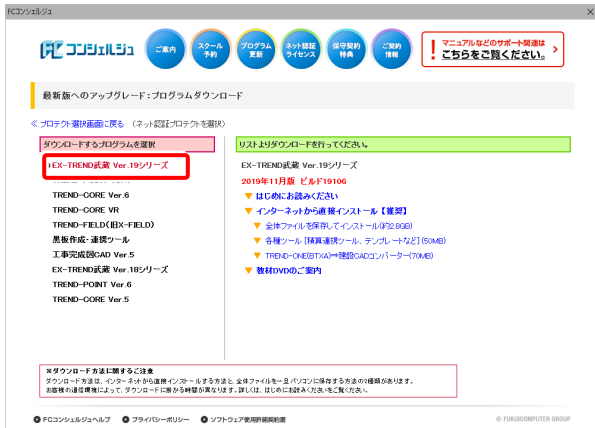 FCコンシェルジュ
FC コンシェルジュ
ご案内
スクール
予約
プログラム
更新
ネット認証
ライセンス
保守契約
特典
ご契約
情報
! マニュアルなどのサポート関連は
こちらをご覧ください。
最新版へのアップグレード:プログラムダウンロード
≪ プロテクト選択画面に戻る (ネット認証プロテクトを選択)
ダウンロードするプログラムを選択
EX-TREND武蔵 Ver.19シリーズ
TREND-CORE Ver.6
TREND-CORE VR
TREND-FIELD(旧X-FIELD)
黒板作成・連携ツール
工事完成図CAD Ver.5
EX-TREND武蔵 Ver.18シリーズ
TREND-POINT Ver.6
TREND-CORE Ver.5
リストよりダウンロードを行ってください。
EX-TREND武蔵 Ver.19シリーズ
2019年11月版 ビルド19106
▼ はじめにお読みください
▼ インターネットから直接インストール【推奨】
▼ 全体ファイルを保存してインストール(約2.9GB)
▼ 各種ツール [積算連携ツール、テンプレートなど] (50MB)
▼ TREND-ONE(BTXA)⇒建設CADコンバーター(70MB)
▼ 教材DVDのご案内
※ダウンロード方法に関するご注意
ダウンロード方法は、インターネットから直接インストールする方法と、全体ファイルを一旦パソコンに保存する方法の2種類があります。
お客様の通信環境によって、ダウンロードに掛かる時間が異なります。詳しくは、はじめにお読みくださいをご覧ください。
FCコンシェルジュヘルプ プライバシーポリシー ソフトウェア使用許諾契約書
© FUKUICOMPUTER GROUP